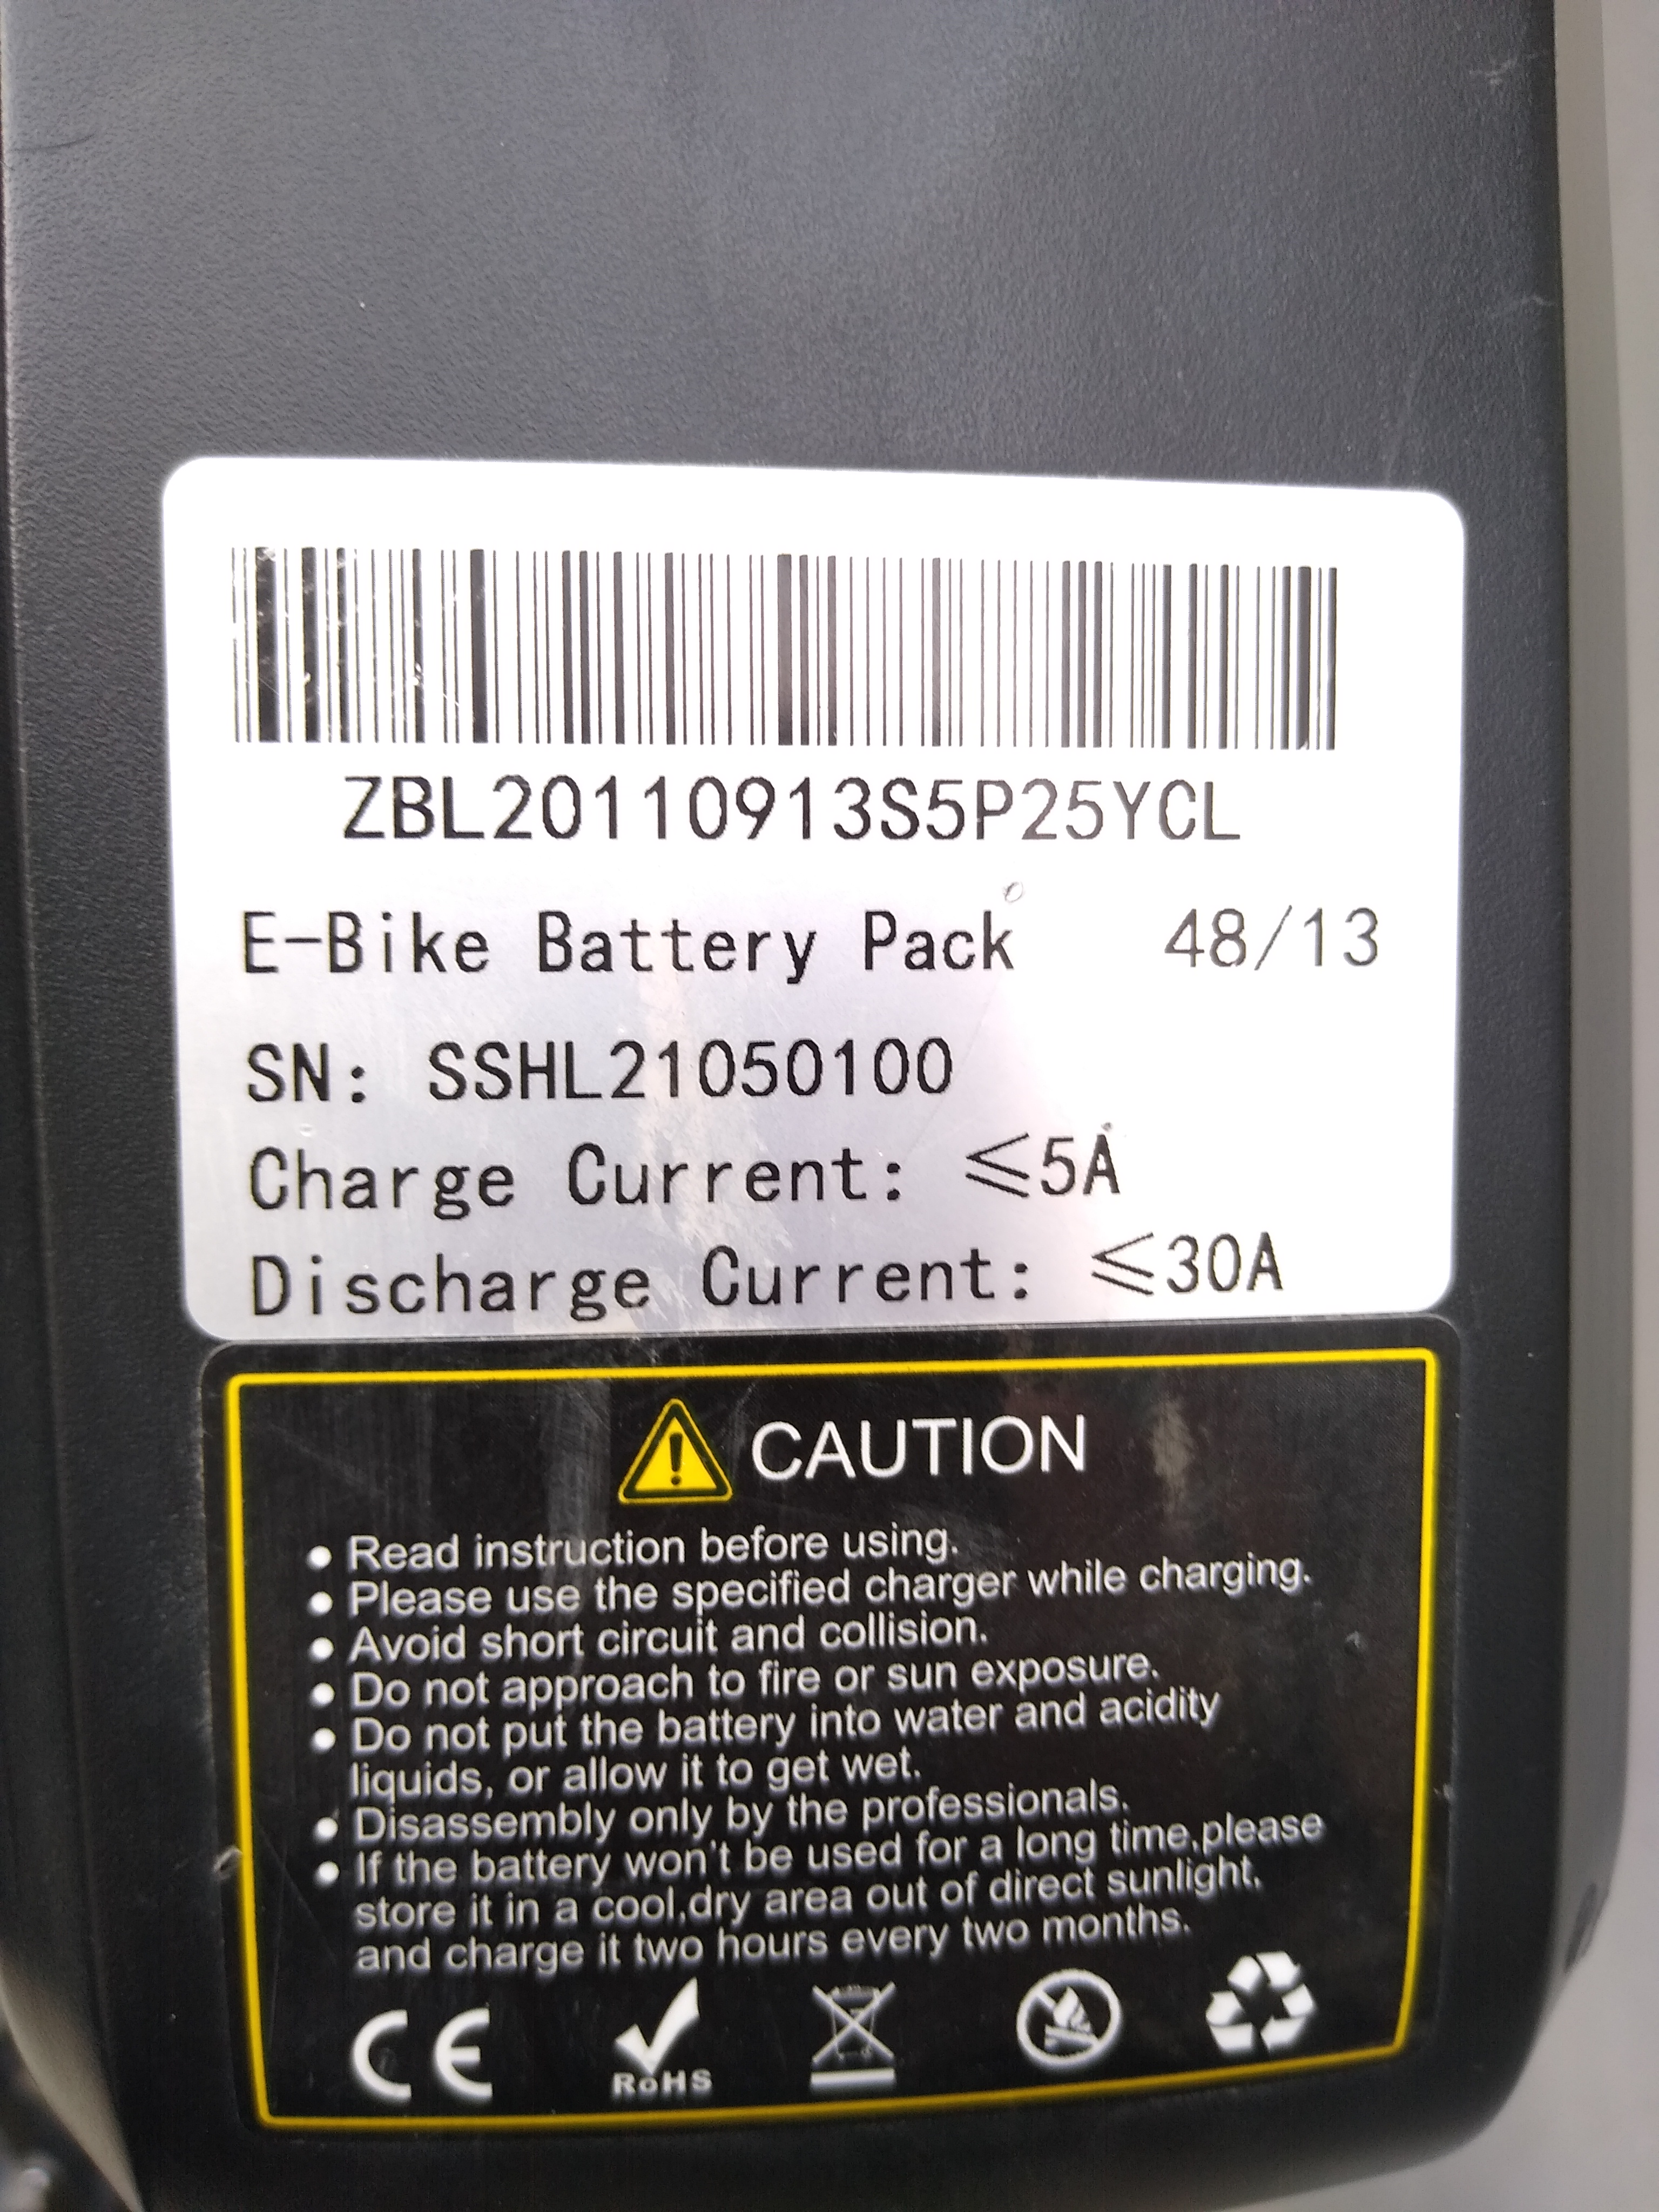 ZBL20110913S5P25YCL
E-Bike Battery Pack 48/13
SN: SSHL21050100
Charge Current: ≤5A
Discharge Current: ≤30A
CAUTION
• Read instruction before using.
• Please use the specified charger while charging.
• Avoid short circuit and collision.
• Do not approach to fire or sun exposure.
• Do not put the battery into water and acidity
liquids, or allow it to get wet.
• Disassembly only by the professionals.
• If the battery won't be used for a long time,please
store it in a cool,dry area out of direct sunlight,
and charge it two hours every two months.
CE RoHS